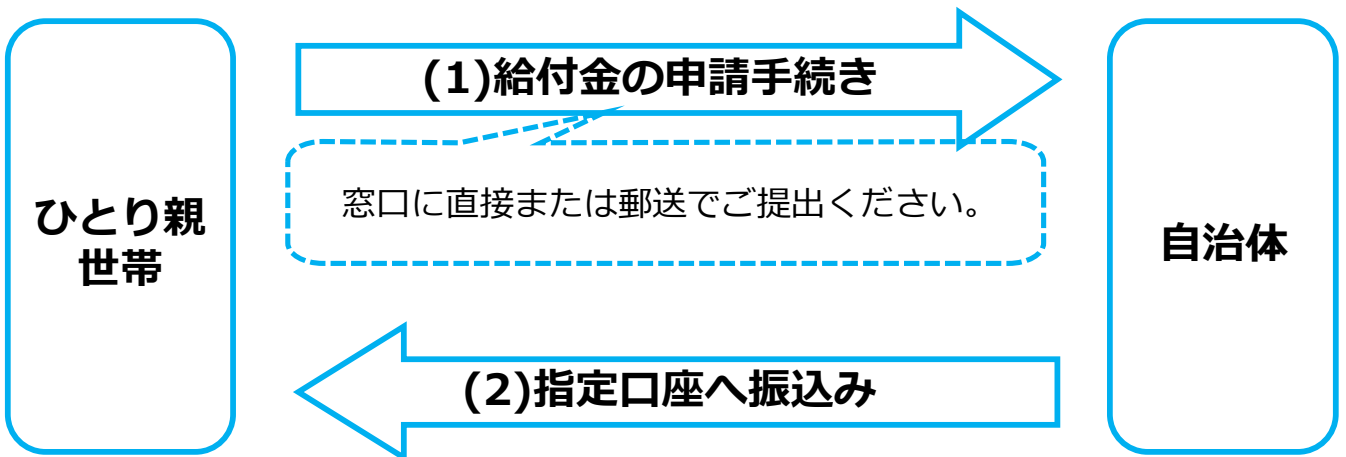 (1)給付金の申請手続き
窓口に直接または郵送でご提出ください。
ひとり親
世帯
自治体
(2)指定口座へ振込み